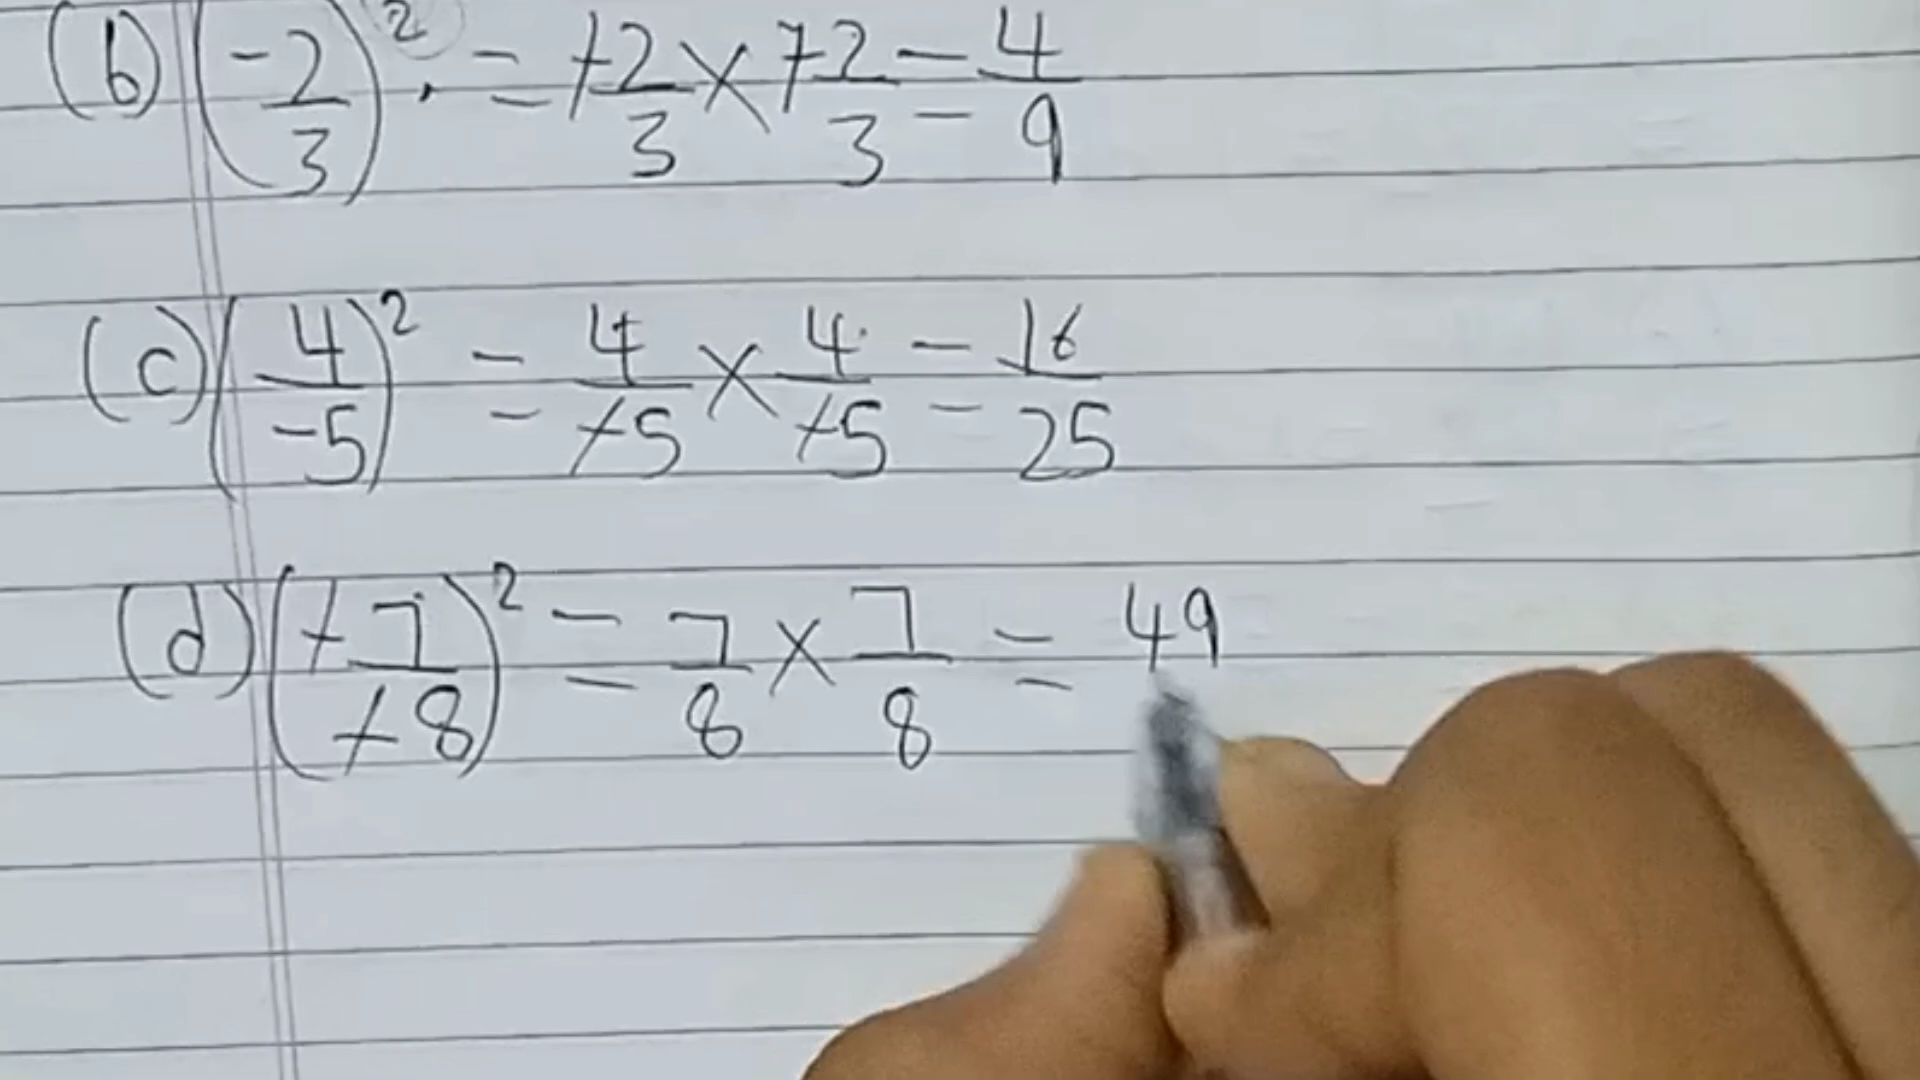 (b) (-2/3)² . = -2/3 × -2/3 = 4/9
(c) (4/-5)² = 4/-5 × 4/-5 = 16/25
(d) (-7/-8)² = 7/8 × 7/8 = 49